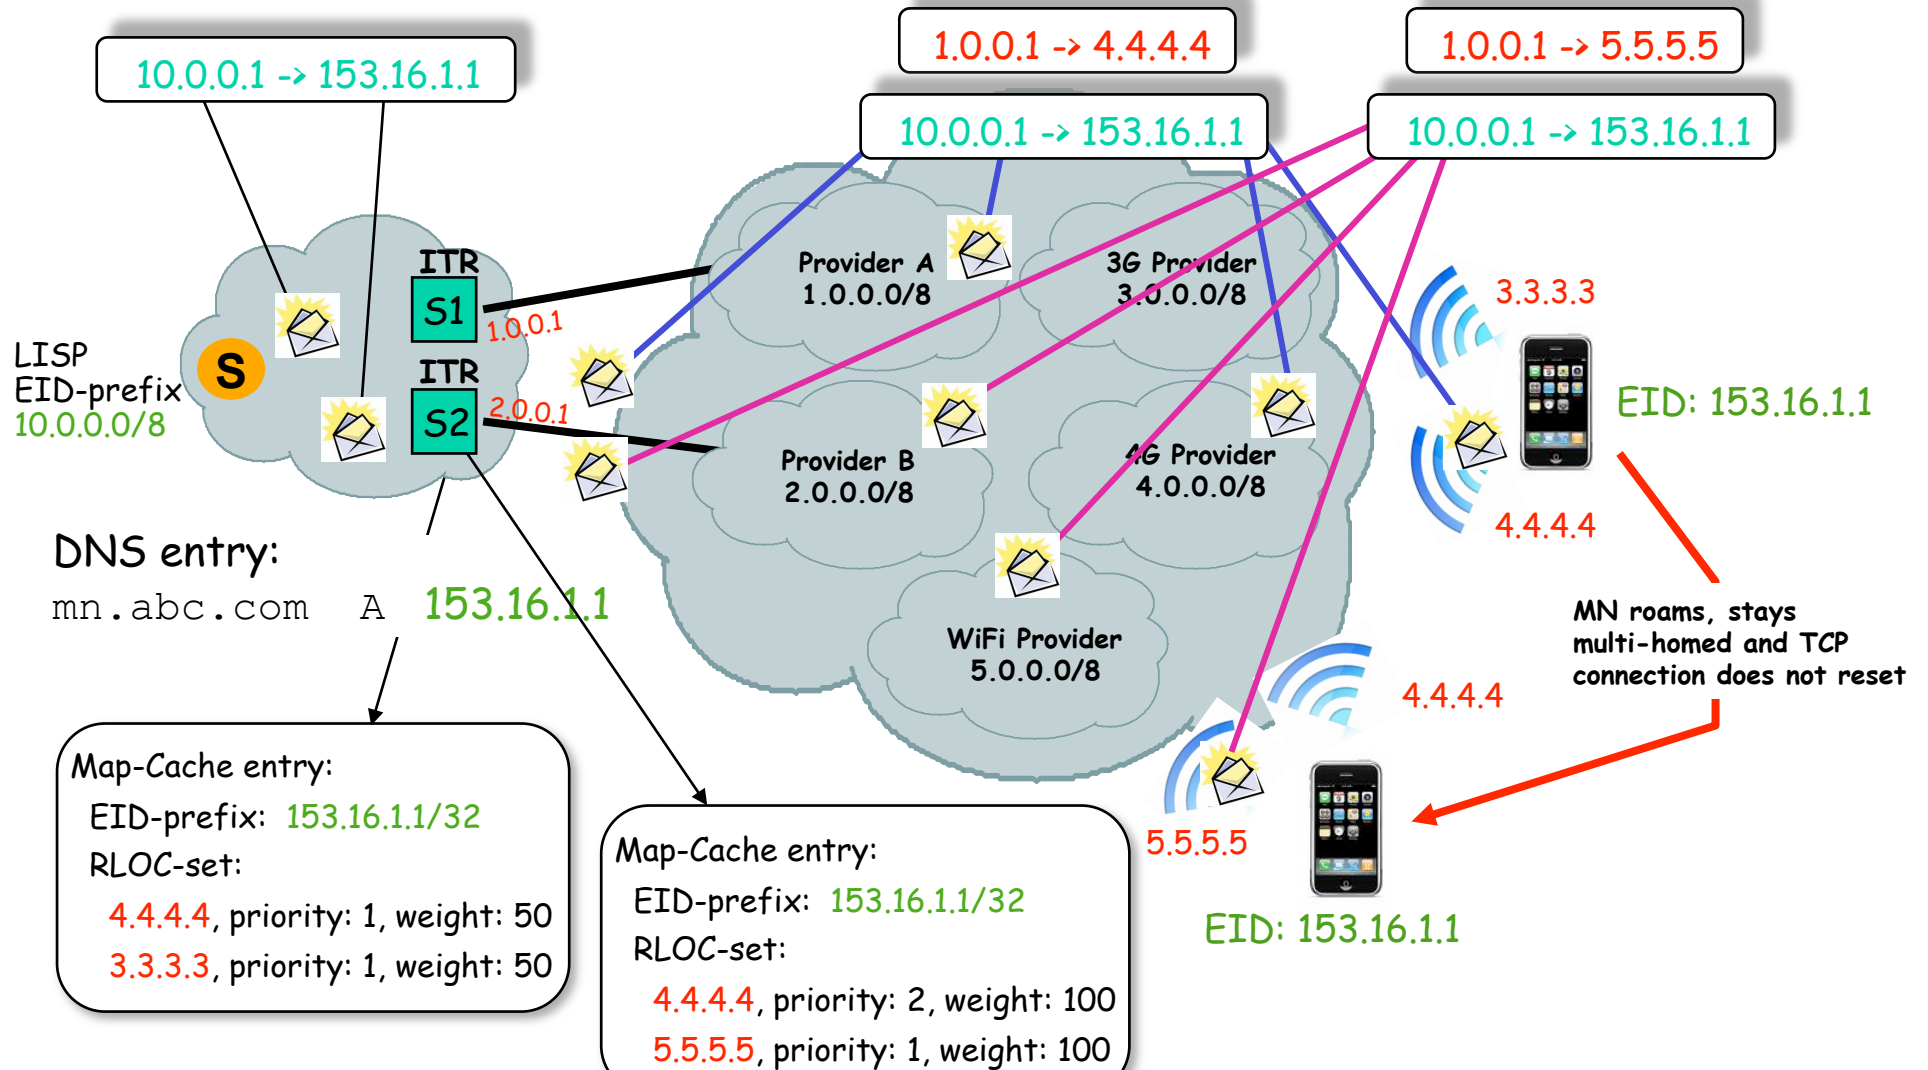 10.0.0.1 -> 153.16.1.1
1.0.0.1 -> 4.4.4.4
10.0.0.1 -> 153.16.1.1
1.0.0.1 -> 5.5.5.5
10.0.0.1 -> 153.16.1.1
LISP
EID-prefix
10.0.0.0/8
S
ITR
S1
1.0.0.1
ITR
S2
2.0.0.1
Provider A
1.0.0.0/8
3G Provider
3.0.0.0/8
Provider B
2.0.0.0/8
4G Provider
4.0.0.0/8
WiFi Provider
5.0.0.0/8
3.3.3.3
EID: 153.16.1.1
4.4.4.4
MN roams, stays
multi-homed and TCP
connection does not reset
4.4.4.4
5.5.5.5
EID: 153.16.1.1
DNS entry:
mn.abc.com A 153.16.1.1
Map-Cache entry:
EID-prefix: 153.16.1.1/32
RLOC-set:
4.4.4.4, priority: 1, weight: 50
3.3.3.3, priority: 1, weight: 50
Map-Cache entry:
EID-prefix: 153.16.1.1/32
RLOC-set:
4.4.4.4, priority: 2, weight: 100
5.5.5.5, priority: 1, weight: 100